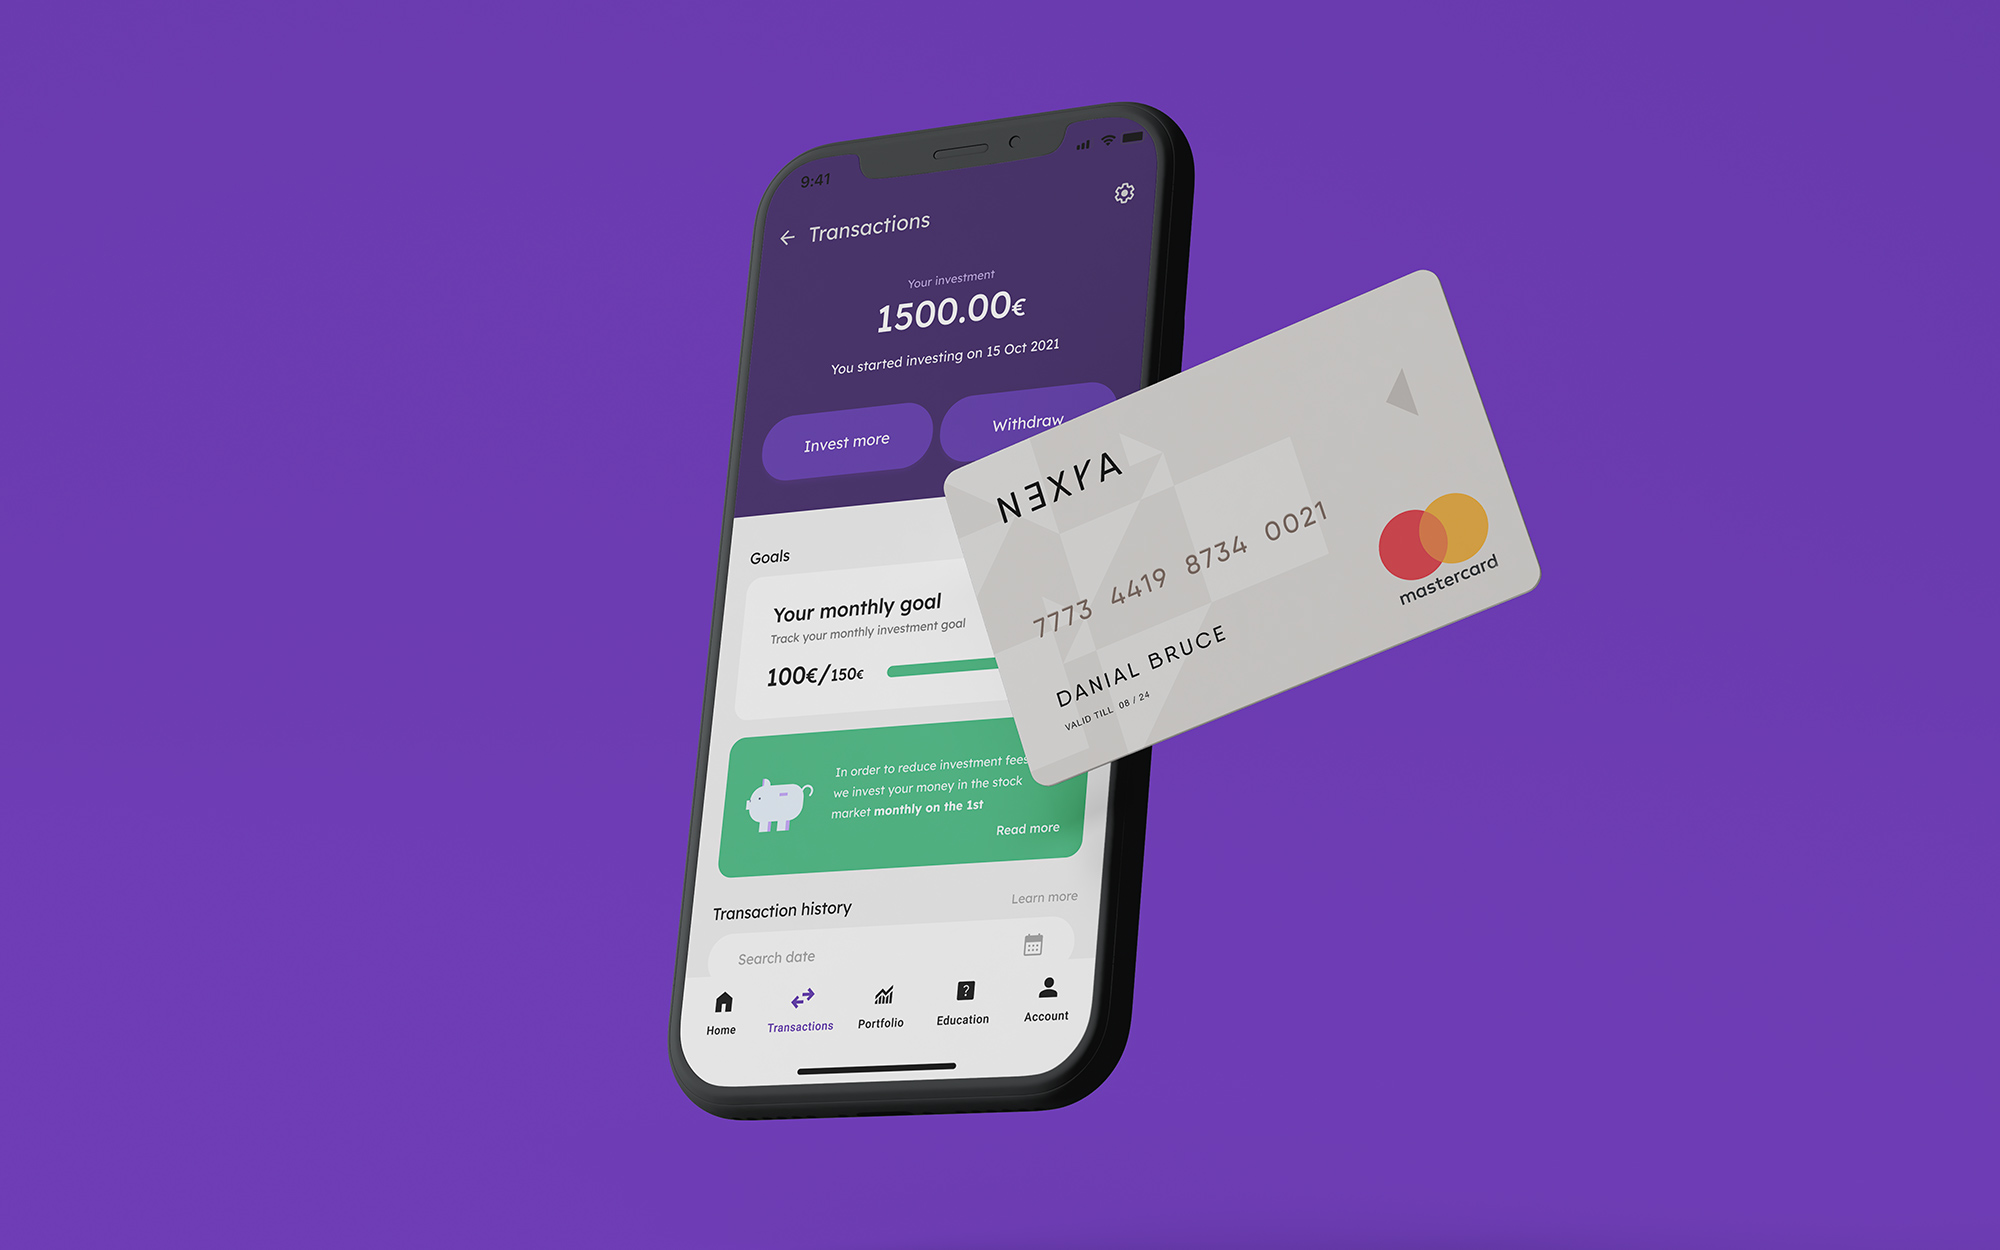 9:41
Transactions
Your investment
1500.00€
You started investing on 15 Oct 2021
Invest more
Withdraw
Goals
Your monthly goal
Track your monthly investment goal
100€/150€
In order to reduce investment fees
we invest your money in the stock
market monthly on the 1st
Read more
Transaction history
Learn more
Search date
Home
Transactions
Portfolio
Education
Account
NEXYA
7773 4419 8734 0021
DANIAL BRUCE
VALID TILL 08 / 24
mastercard